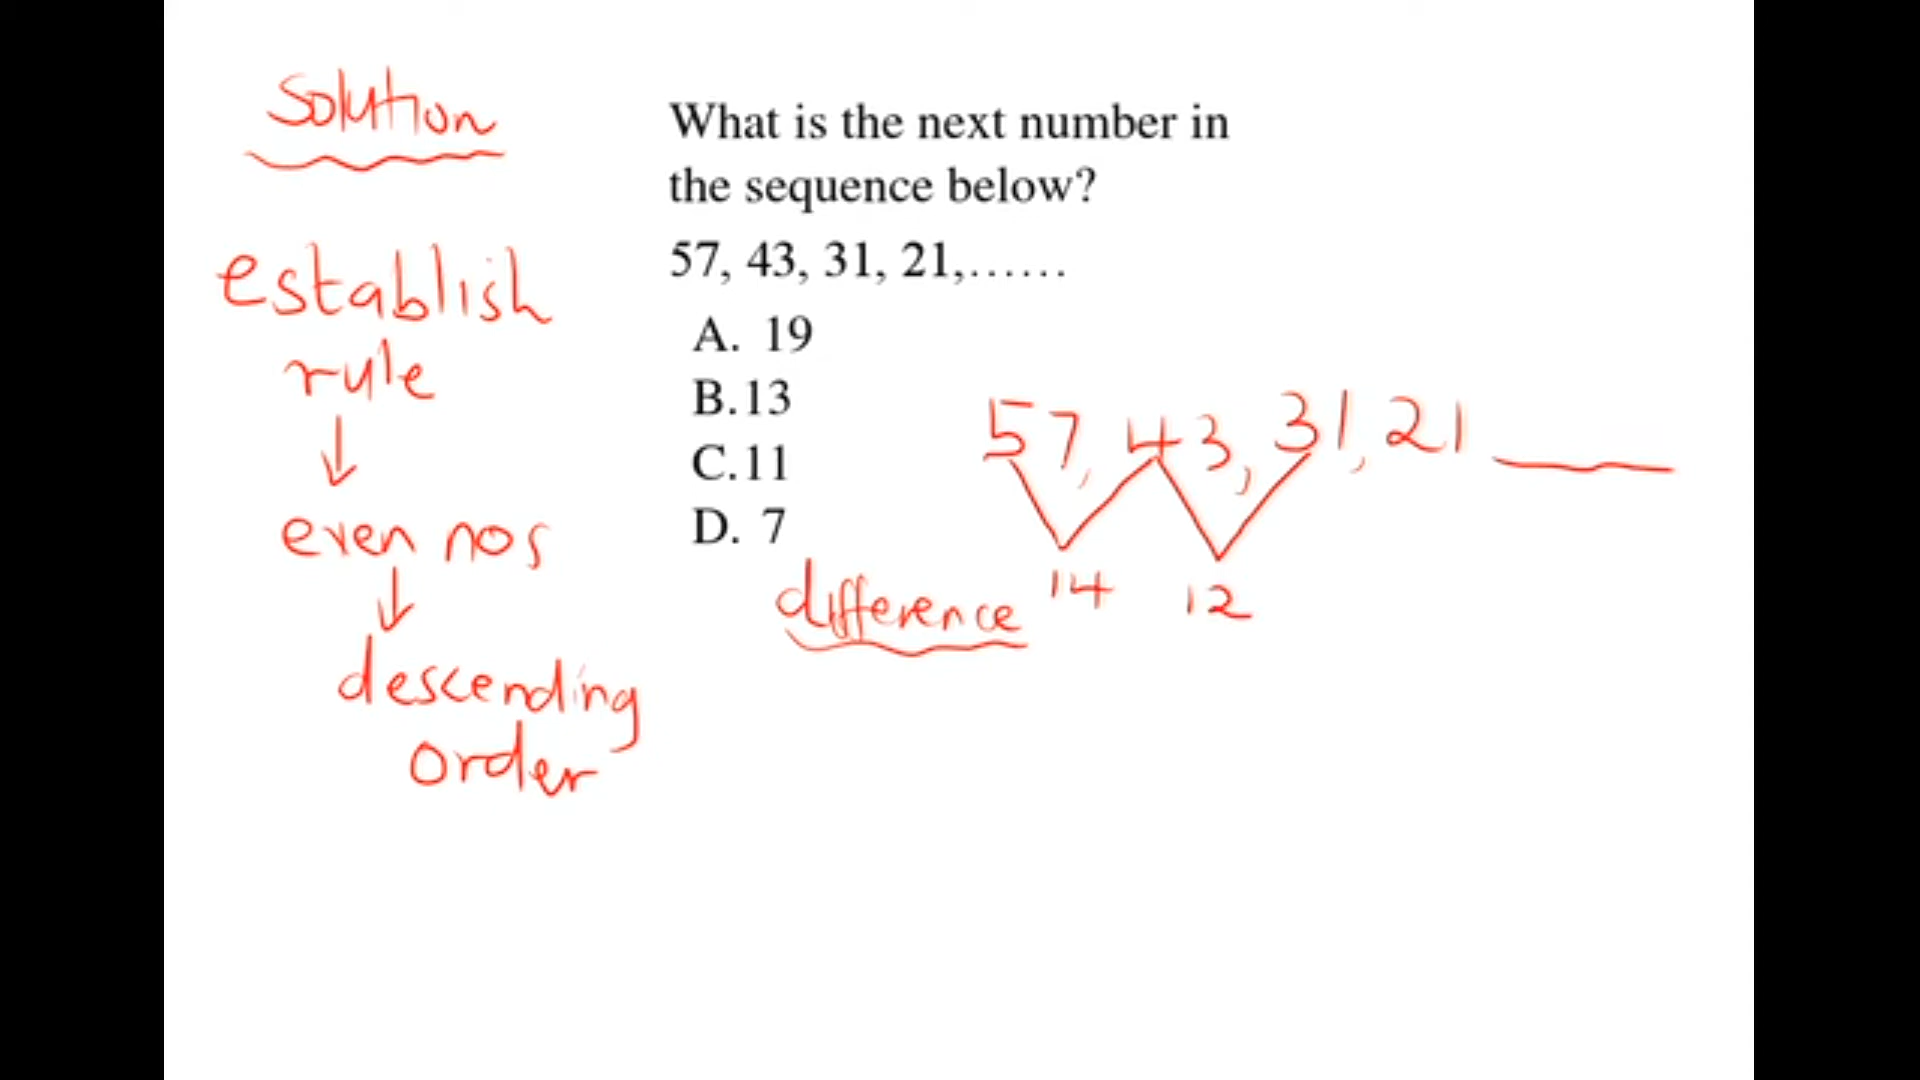 Solution
establish
rule
even nos
descending
order
What is the next number in
the sequence below?
57, 43, 31, 21,......
A. 19
B.13
C.11
D. 7
57, 43, 31, 21
difference 14 12